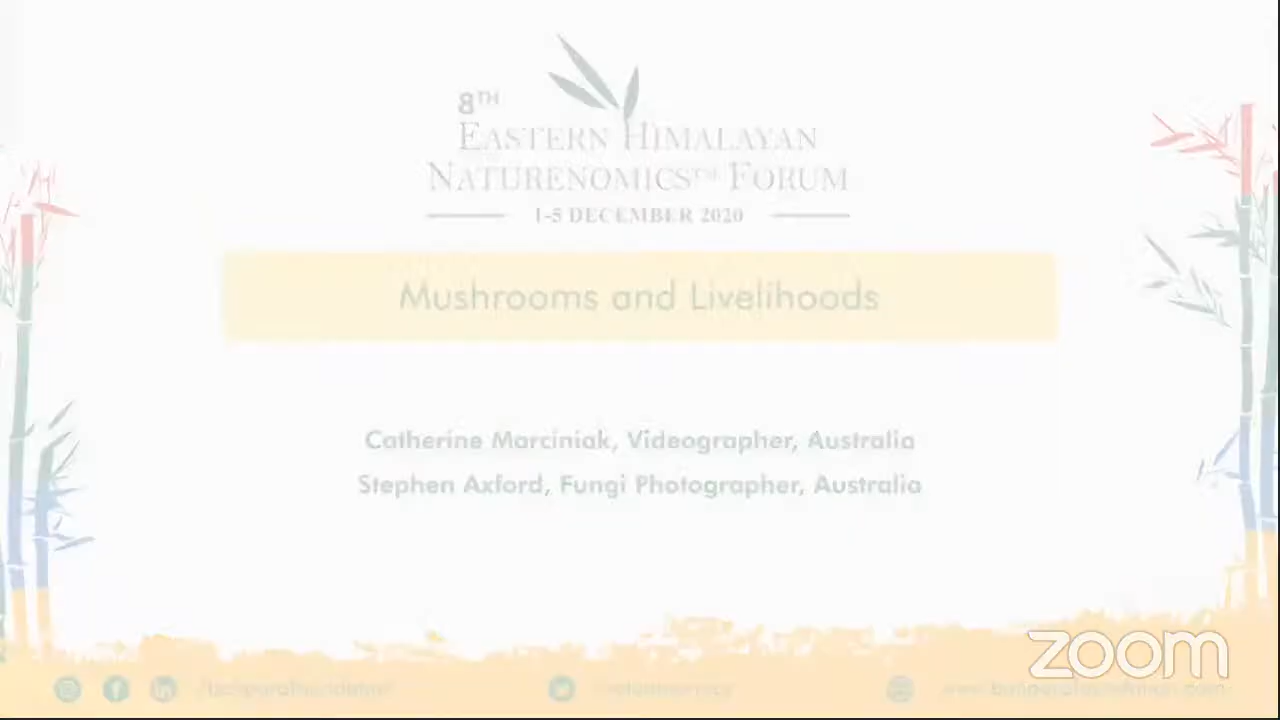 8TH
EASTERN HIMALAYAN
NATURENOMICS™ FORUM
1-5 DECEMBER 2020
Mushrooms and Livelihoods
Catherine Marciniak, Videographer, Australia
Stephen Axford, Fungi Photographer, Australia
zoom